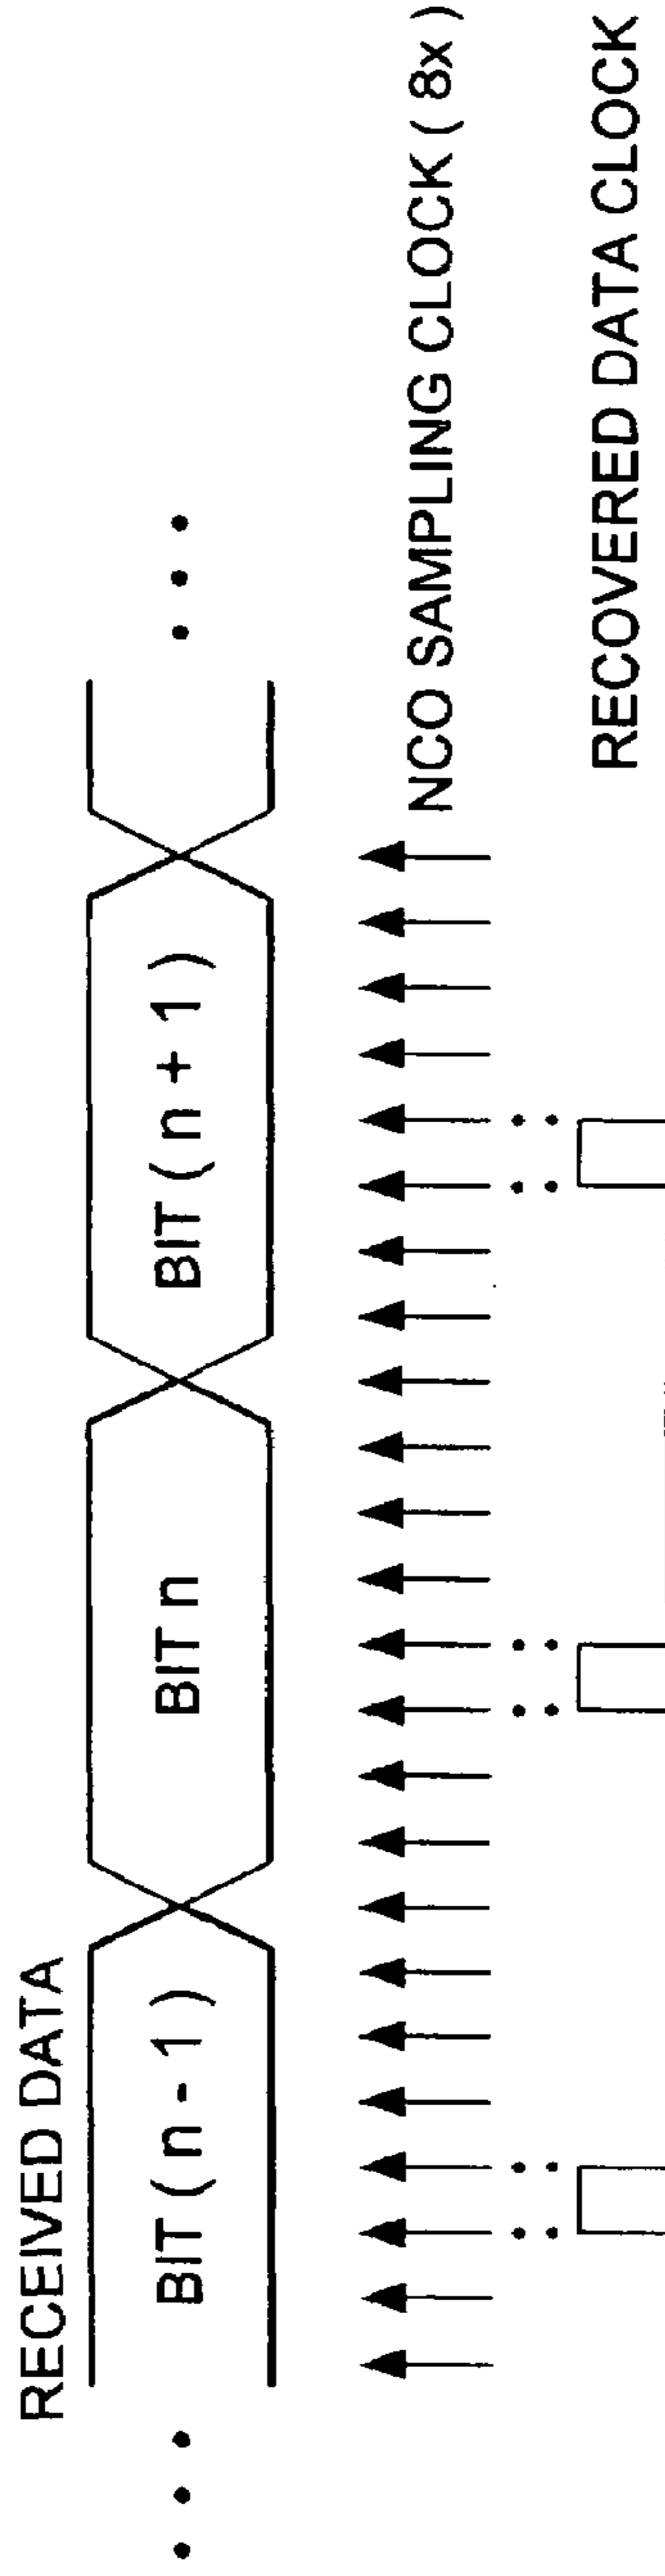 RECEIVED DATA
BIT ( n - 1 )
BIT n
BIT ( n + 1 )
NCO SAMPLING CLOCK ( 8x )
RECOVERED DATA CLOCK